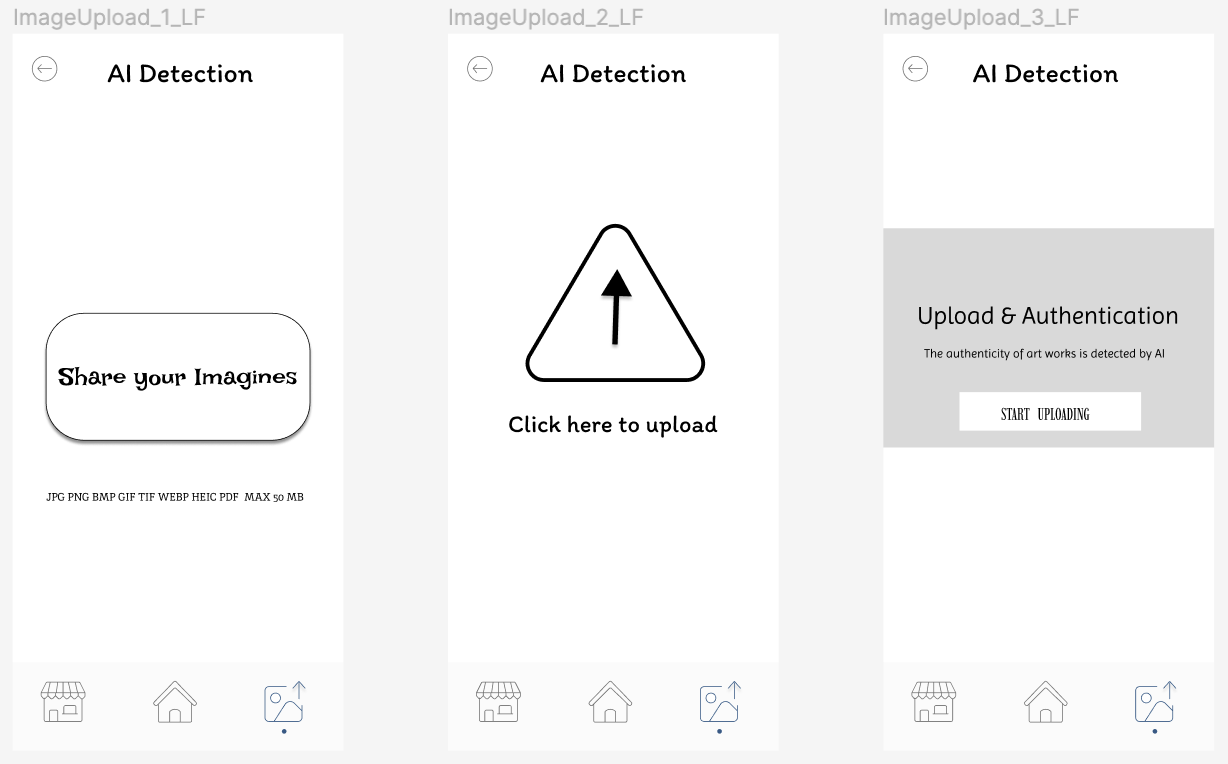 ImageUpload_1_LF
AI Detection
Share your Imagines
JPG PNG BMP GIF TIF WEBP HEIC PDF  MAX 50 MB
ImageUpload_2_LF
AI Detection
Click here to upload
ImageUpload_3_LF
AI Detection
Upload & Authentication
The authenticity of art works is detected by AI
START UPLOADING